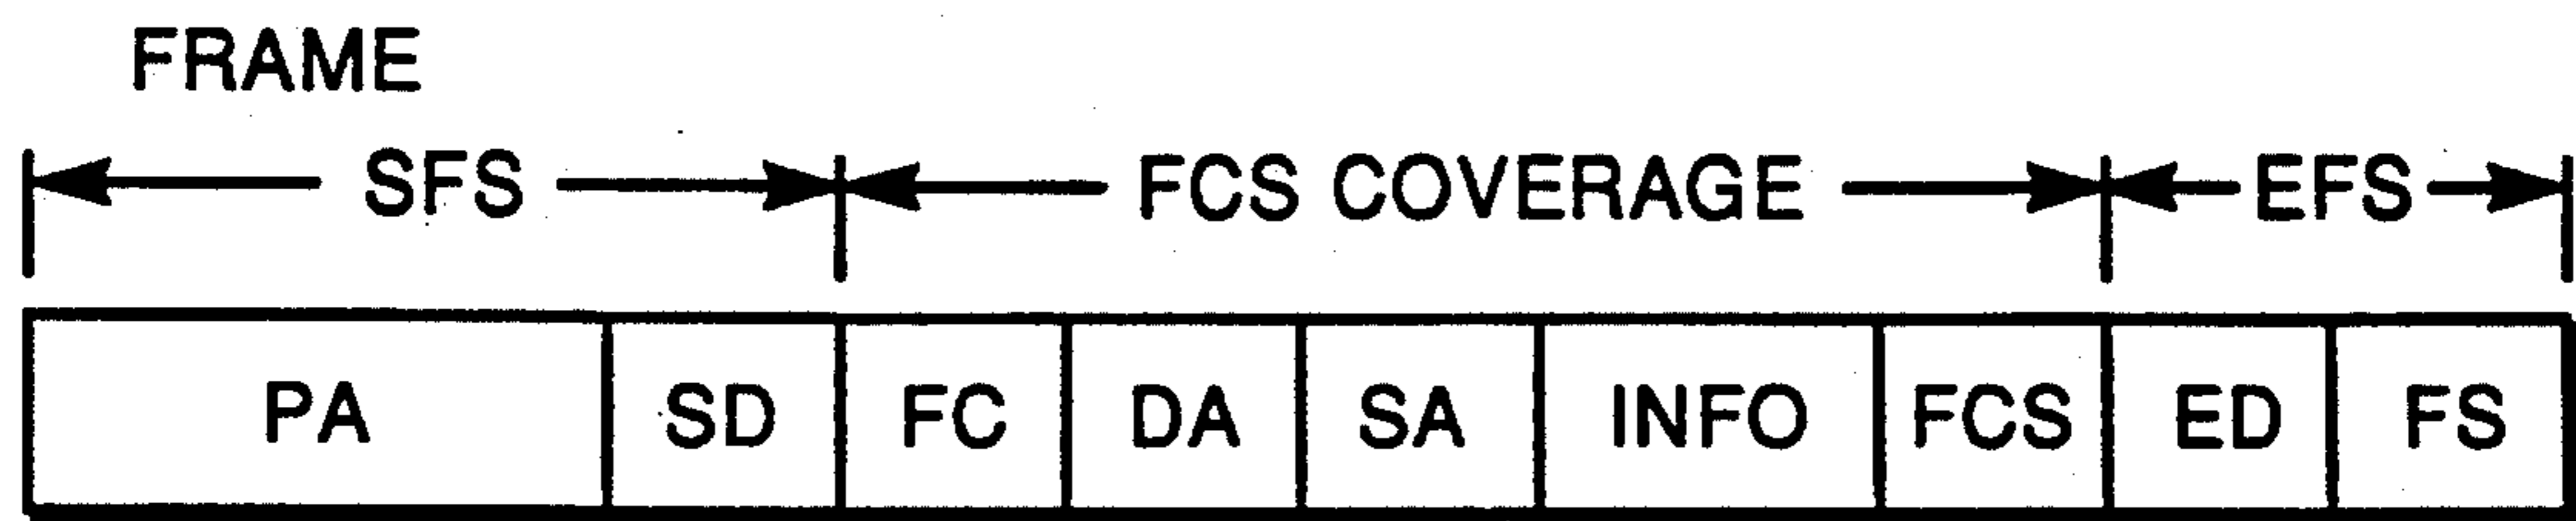 FRAME
SFS FCS COVERAGE EFS
PA SD FC DA SA INFO FCS ED FS